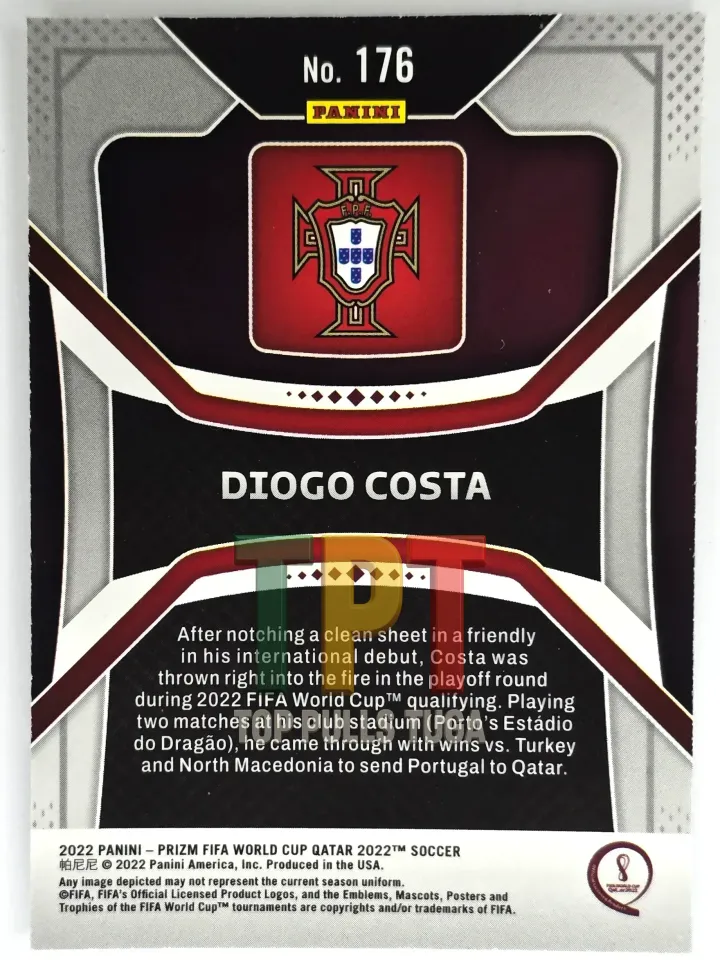 No. 176
PANINI
F.P.F.
DIOGO COSTA
TPT
After notching a clean sheet in a friendly
in his international debut, Costa was
thrown right into the fire in the playoff round
during 2022 FIFA World Cup™ qualifying. Playing
two matches at his club stadium (Porto's Estádio
TOP PULLS TUGA
do Dragão), he came through with wins vs. Turkey
and North Macedonia to send Portugal to Qatar.
2022 PANINI – PRIZM FIFA WORLD CUP QATAR 2022™ SOCCER
帕尼尼 © 2022 Panini America, Inc. Produced in the USA.
Any image depicted may not represent the current season uniform.
©FIFA, FIFA's Official Licensed Product Logos, and the Emblems, Mascots, Posters and
Trophies of the FIFA World Cup™ tournaments are copyrights and/or trademarks of FIFA.
FIFA WORLD CUP
QATAR2022